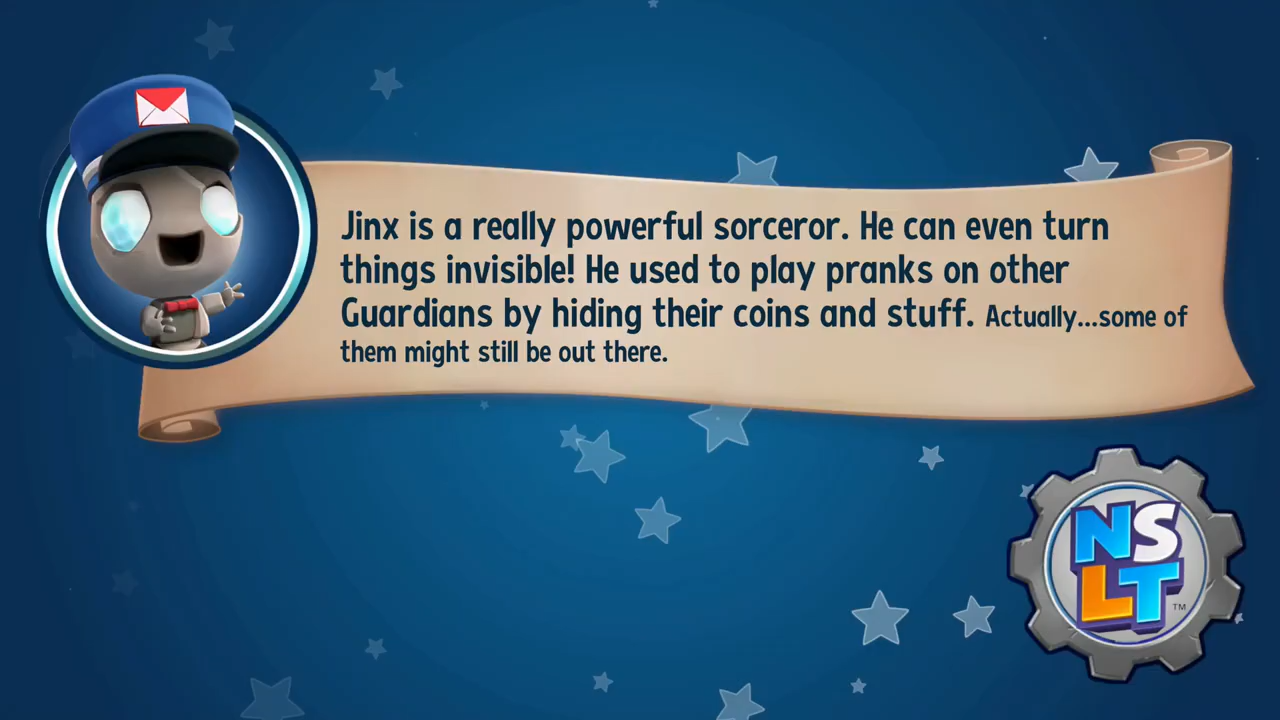 Jinx is a really powerful sorceror. He can even turn
things invisible! He used to play pranks on other
Guardians by hiding their coins and stuff. Actually...some of
them might still be out there.
NS
LT
TM